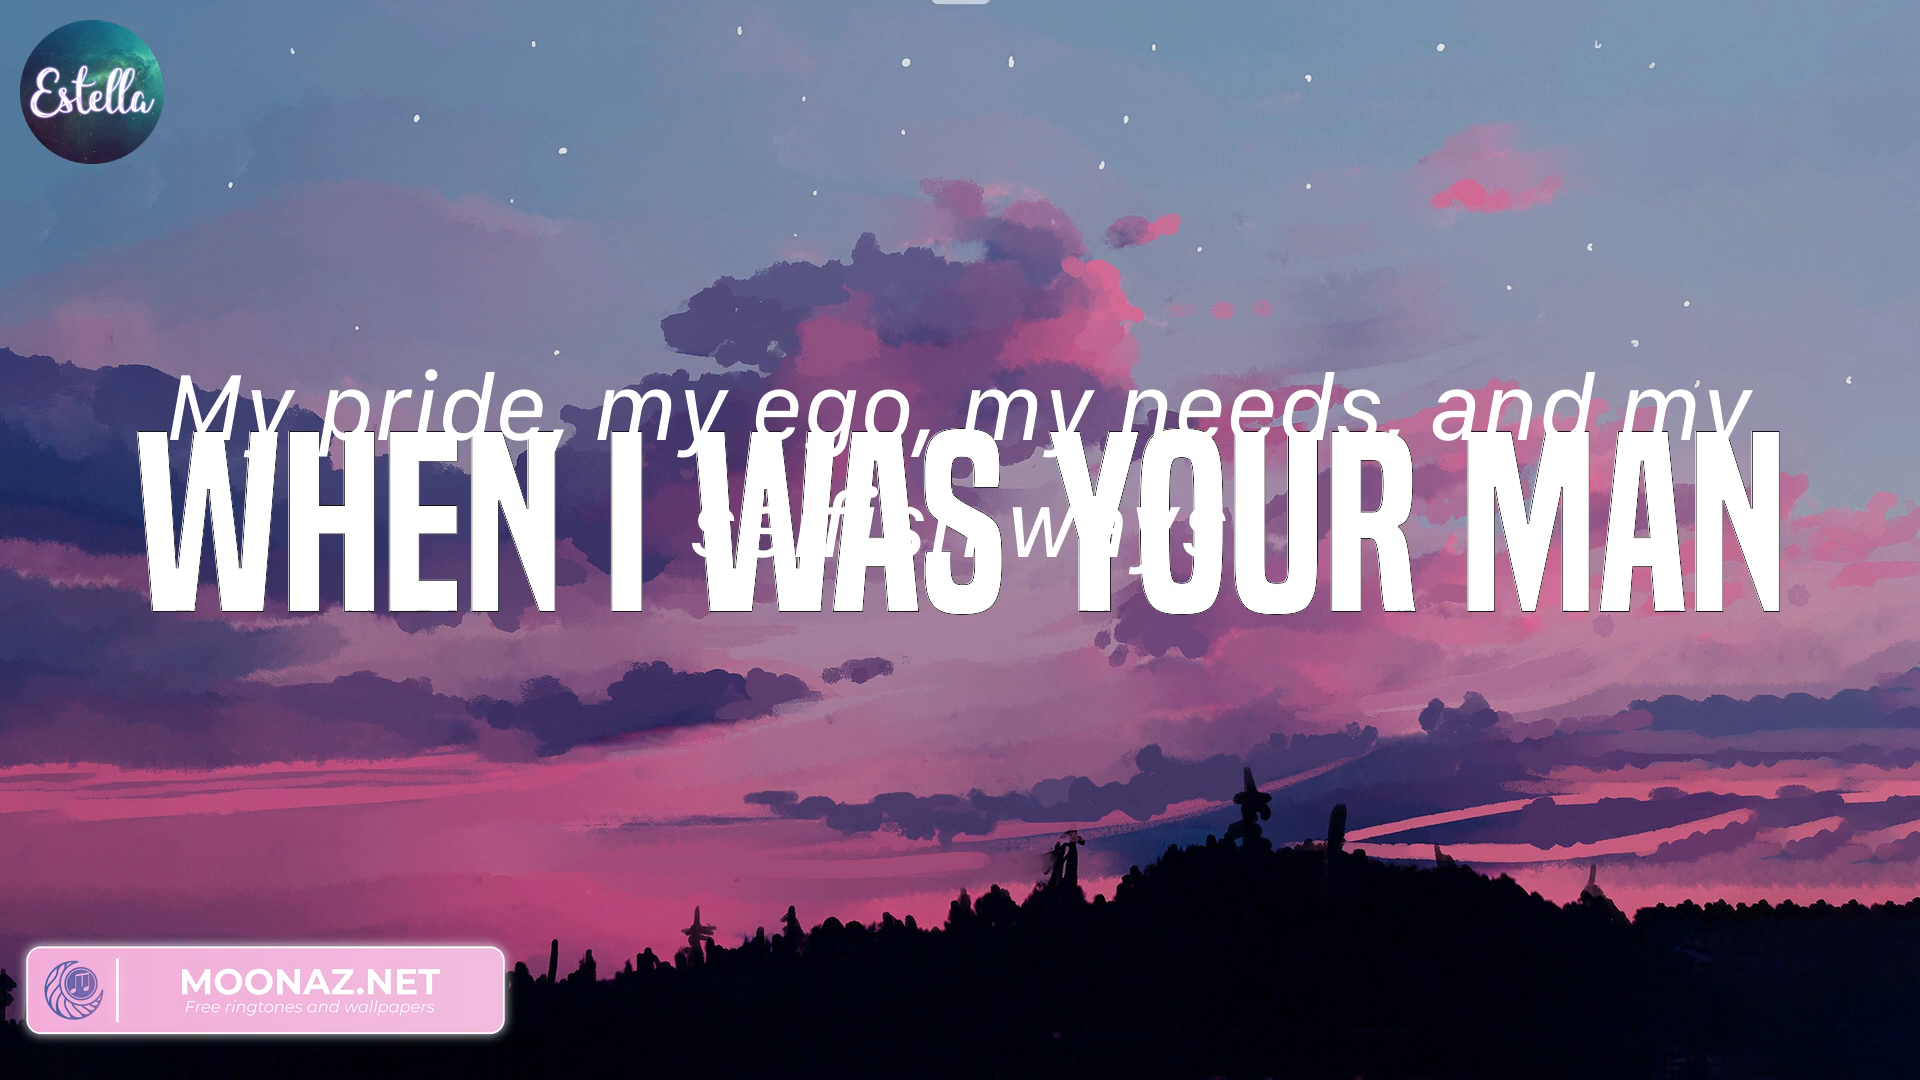 Estella
My pride, my ego, my needs, and my
selfish ways
WHEN I WAS YOUR MAN
MOONAZ.NET
Free ringtones and wallpapers